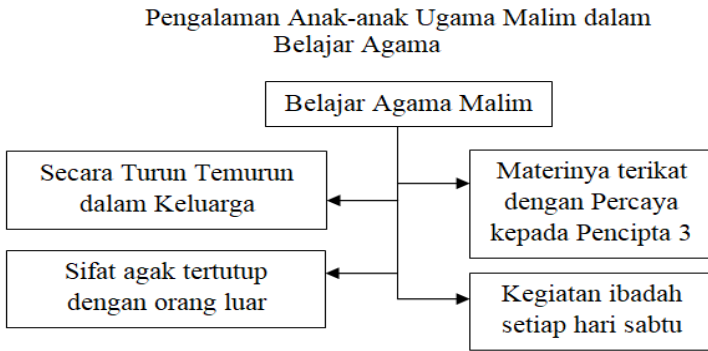 Pengalaman Anak-anak Ugama Malim dalam
Belajar Agama
Belajar Agama Malim
Secara Turun Temurun
dalam Keluarga
Materinya terikat
dengan Percaya
kepada Pencipta 3
Sifat agak tertutup
dengan orang luar
Kegiatan ibadah
setiap hari sabtu